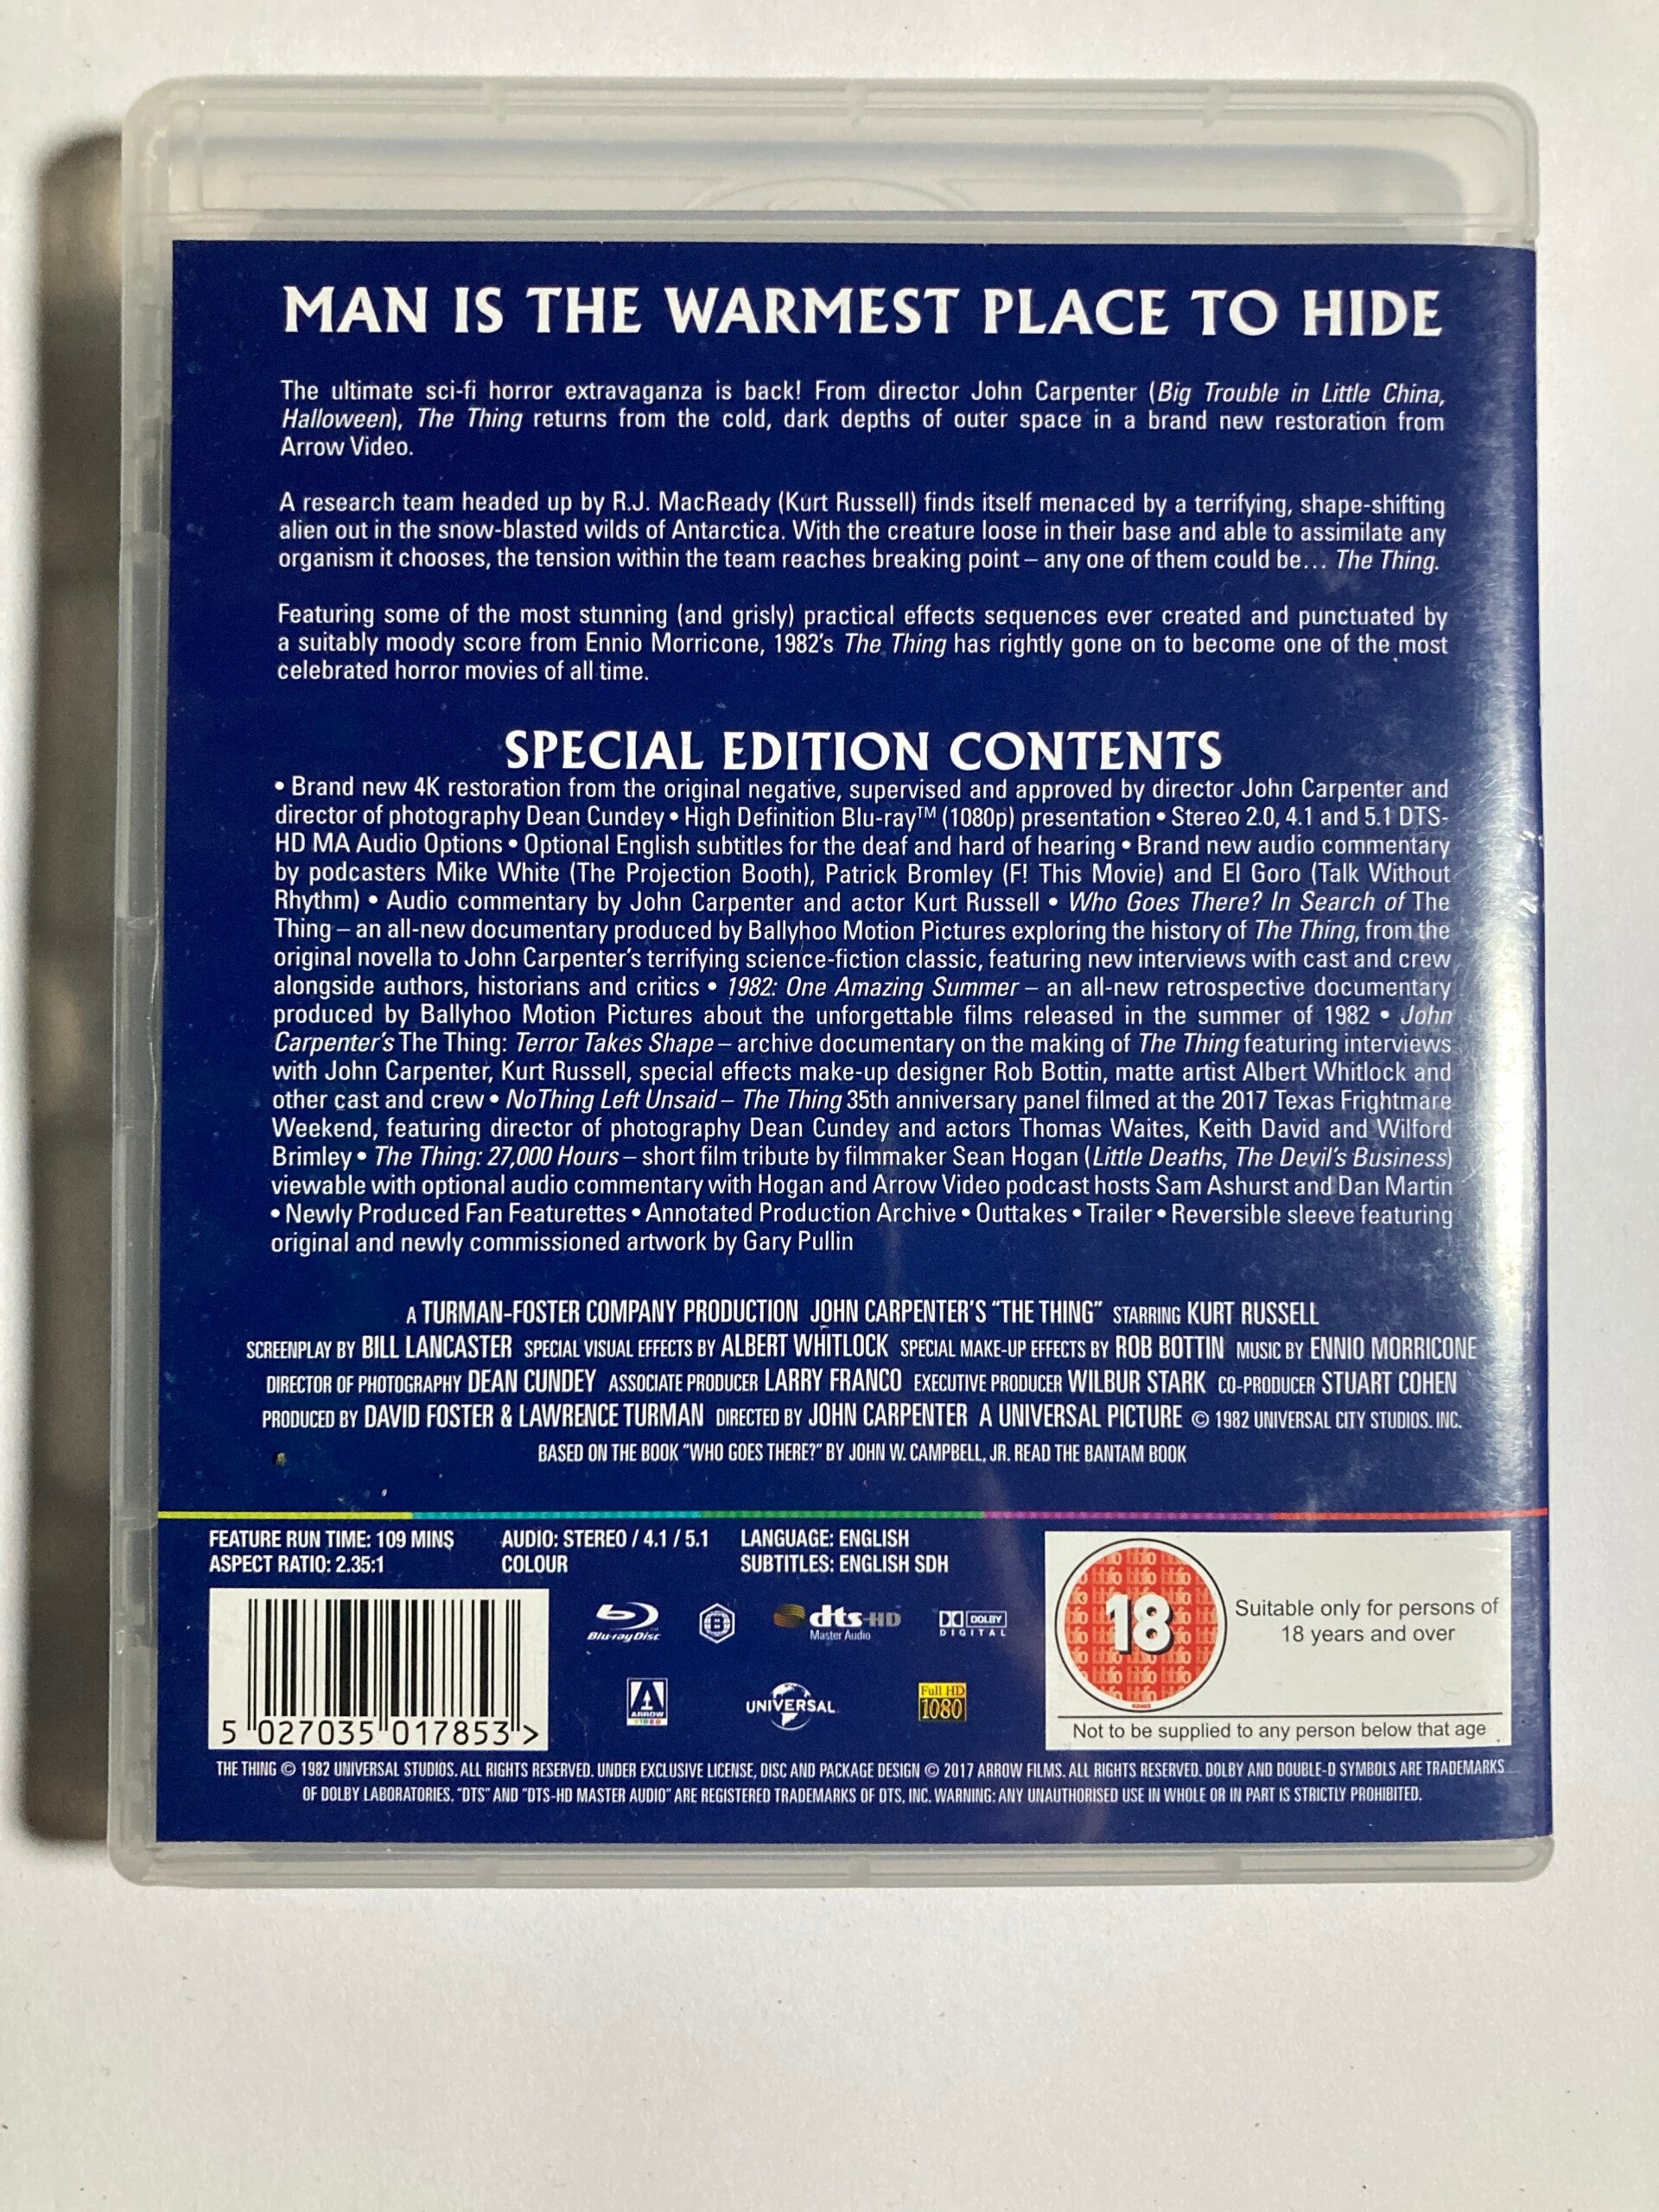 MAN IS THE WARMEST PLACE TO HIDE
The ultimate sci-fi horror extravaganza is back! From director John Carpenter (Big Trouble in Little China,
Halloween), The Thing returns from the cold, dark depths of outer space in a brand new restoration from
Arrow Video.
A research team headed up by R.J. MacReady (Kurt Russell) finds itself menaced by a terrifying, shape-shifting
alien out in the snow-blasted wilds of Antarctica. With the creature loose in their base and able to assimilate any
organism it chooses, the tension within the team reaches breaking point – any one of them could be… The Thing.
Featuring some of the most stunning (and grisly) practical effects sequences ever created and punctuated by
a suitably moody score from Ennio Morricone, 1982's The Thing has rightly gone on to become one of the most
celebrated horror movies of all time.
SPECIAL EDITION CONTENTS
• Brand new 4K restoration from the original negative, supervised and approved by director John Carpenter and
director of photography Dean Cundey • High Definition Blu-ray™ (1080p) presentation • Stereo 2.0, 4.1 and 5.1 DTS-
HD MA Audio Options • Optional English subtitles for the deaf and hard of hearing • Brand new audio commentary
by podcasters Mike White (The Projection Booth), Patrick Bromley (F! This Movie) and El Goro (Talk Without
Rhythm) • Audio commentary by John Carpenter and actor Kurt Russell • Who Goes There? In Search of The
Thing – an all-new documentary produced by Ballyhoo Motion Pictures exploring the history of The Thing, from the
original novella to John Carpenter's terrifying science-fiction classic, featuring new interviews with cast and crew
alongside authors, historians and critics • 1982: One Amazing Summer – an all-new retrospective documentary
produced by Ballyhoo Motion Pictures about the unforgettable films released in the summer of 1982 • John
Carpenter's The Thing: Terror Takes Shape – archive documentary on the making of The Thing featuring interviews
with John Carpenter, Kurt Russell, special effects make-up designer Rob Bottin, matte artist Albert Whitlock and
other cast and crew • NoThing Left Unsaid – The Thing 35th anniversary panel filmed at the 2017 Texas Frightmare
Weekend, featuring director of photography Dean Cundey and actors Thomas Waites, Keith David and Wilford
Brimley • The Thing: 27,000 Hours – short film tribute by filmmaker Sean Hogan (Little Deaths, The Devil's Business)
viewable with optional audio commentary with Hogan and Arrow Video podcast hosts Sam Ashurst and Dan Martin
• Newly Produced Fan Featurettes • Annotated Production Archive • Outtakes • Trailer • Reversible sleeve featuring
original and newly commissioned artwork by Gary Pullin
A TURMAN-FOSTER COMPANY PRODUCTION JOHN CARPENTER'S "THE THING" STARRING KURT RUSSELL
SCREENPLAY BY BILL LANCASTER SPECIAL VISUAL EFFECTS BY ALBERT WHITLOCK SPECIAL MAKE-UP EFFECTS BY ROB BOTTIN MUSIC BY ENNIO MORRICONE
DIRECTOR OF PHOTOGRAPHY DEAN CUNDEY ASSOCIATE PRODUCER LARRY FRANCO EXECUTIVE PRODUCER WILBUR STARK CO-PRODUCER STUART COHEN
PRODUCED BY DAVID FOSTER & LAWRENCE TURMAN DIRECTED BY JOHN CARPENTER A UNIVERSAL PICTURE © 1982 UNIVERSAL CITY STUDIOS. INC.
BASED ON THE BOOK "WHO GOES THERE?" BY JOHN W. CAMPBELL, JR. READ THE BANTAM BOOK
FEATURE RUN TIME: 109 MINS AUDIO: STEREO / 4.1 / 5.1 LANGUAGE: ENGLISH
ASPECT RATIO: 2.35:1 COLOUR SUBTITLES: ENGLISH SDH
Blu-ray Disc B dts-HD Master Audio DOLBY DIGITAL
ARROW VIDEO UNIVERSAL Full HD 1080
5 027035 017853 >
18
Suitable only for persons of
18 years and over
Not to be supplied to any person below that age
THE THING © 1982 UNIVERSAL STUDIOS. ALL RIGHTS RESERVED. UNDER EXCLUSIVE LICENSE, DISC AND PACKAGE DESIGN © 2017 ARROW FILMS. ALL RIGHTS RESERVED. DOLBY AND DOUBLE-D SYMBOLS ARE TRADEMARKS
OF DOLBY LABORATORIES. "DTS" AND "DTS-HD MASTER AUDIO" ARE REGISTERED TRADEMARKS OF DTS, INC. WARNING: ANY UNAUTHORISED USE IN WHOLE OR IN PART IS STRICTLY PROHIBITED.